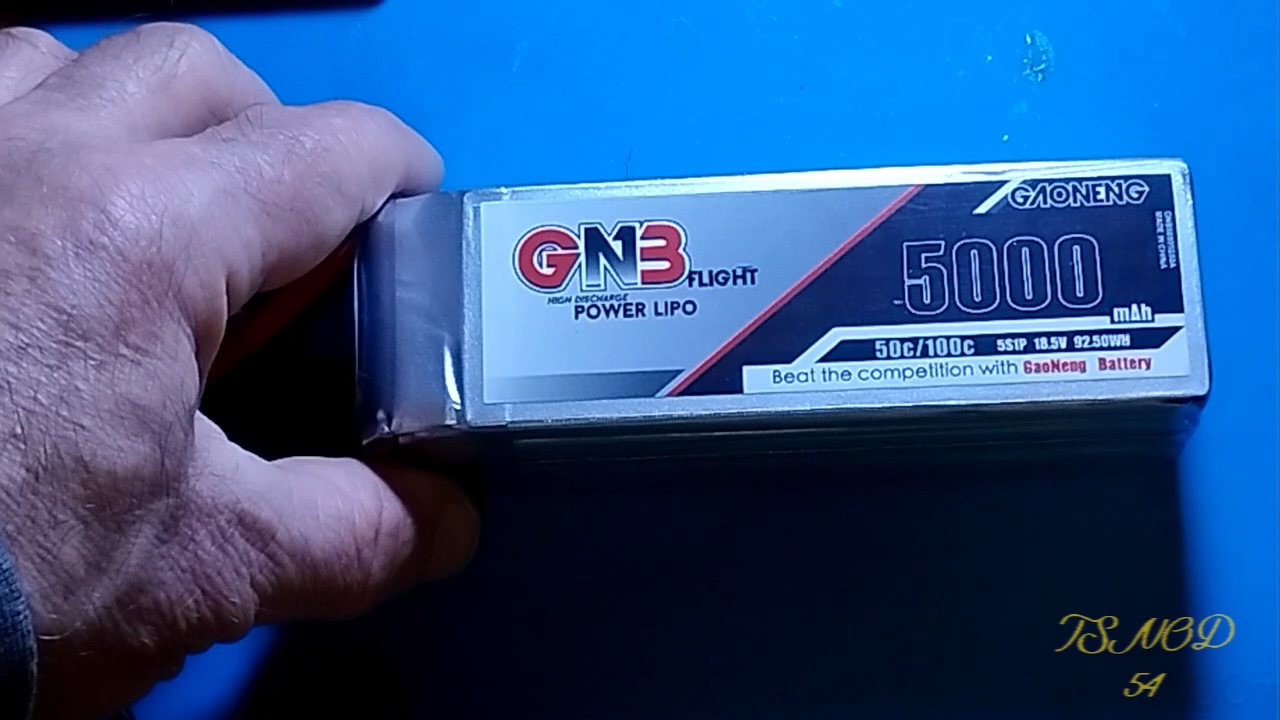 GAONENG
GNB FLIGHT
HIGH DISCHARGE
POWER LIPO
5000
mAh
MADE IN CHINA
50c/100c 5S1P 18.5V 92.50WH
Beat the competition with GaoNeng Battery
TSNOD
54